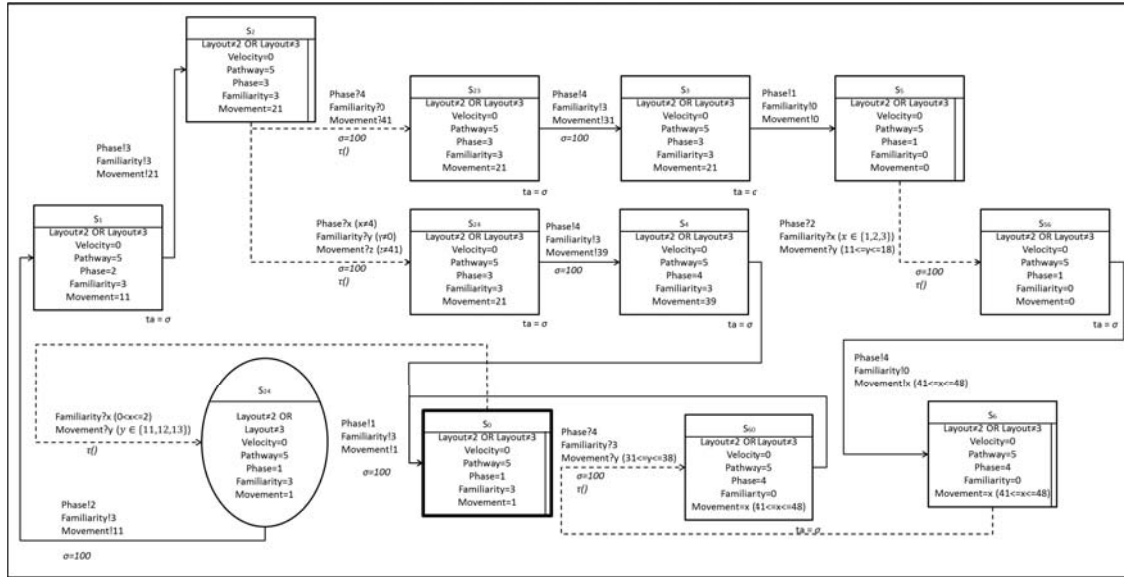 S2
Layout≠2 OR Layout≠3
Velocity=0
Pathway=5
Phase=3
Familiarity=3
Movement=21
Phase?4
Familiarity?0
Movement?41
σ=100
τ()
S23
Layout≠2 OR Layout≠3
Velocity=0
Pathway=5
Phase=3
Familiarity=3
Movement=21
ta = σ
Phase!4
Familiarity!3
Movement!31
σ=100
S3
Layout≠2 OR Layout≠3
Velocity=0
Pathway=5
Phase=3
Familiarity=3
Movement=21
ta = σ
Phase!1
Familiarity!0
Movement!0
S5
Layout≠2 OR Layout≠3
Velocity=0
Pathway=5
Phase=1
Familiarity=0
Movement=0
Phase!3
Familiarity!3
Movement!21
S1
Layout≠2 OR Layout≠3
Velocity=0
Pathway=5
Phase=2
Familiarity=3
Movement=11
ta = σ
Phase?x (x≠4)
Familiarity?y (y≠0)
Movement?z (z≠41)
σ=100
τ()
S24
Layout≠2 OR Layout≠3
Velocity=0
Pathway=5
Phase=3
Familiarity=3
Movement=21
ta = σ
Phase!4
Familiarity!3
Movement!39
σ=100
S4
Layout≠2 OR Layout≠3
Velocity=0
Pathway=5
Phase=4
Familiarity=3
Movement=39
ta = σ
Phase?2
Familiarity?x (x ∈ {1,2,3})
Movement?y (11<=y<=18)
σ=100
τ()
S56
Layout≠2 OR Layout≠3
Velocity=0
Pathway=5
Phase=1
Familiarity=0
Movement=0
ta = σ
Familiarity?x (0<x<=2)
Movement?y (y ∈ {11,12,13})
τ()
S34
Layout≠2 OR
Layout≠3
Velocity=0
Pathway=5
Phase=1
Familiarity=3
Movement=1
Phase!1
Familiarity!3
Movement!1
σ=100
S0
Layout≠2 OR Layout≠3
Velocity=0
Pathway=5
Phase=1
Familiarity=3
Movement=1
Phase?4
Familiarity?3
Movement?y (31<=y<=38)
σ=100
τ()
S60
Layout≠2 OR Layout≠3
Velocity=0
Pathway=5
Phase=4
Familiarity=0
Movement=x (41<=x<=48)
ta = σ
Phase!4
Familiarity!0
Movement!x (41<=x<=48)
S6
Layout≠2 OR Layout≠3
Velocity=0
Pathway=5
Phase=4
Familiarity=0
Movement=x (41<=x<=48)
Phase!2
Familiarity!3
Movement!11
σ=100